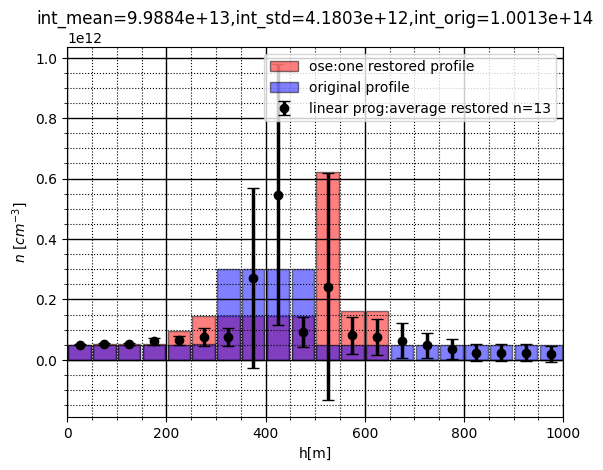 int_mean=9.9884e+13,int_std=4.1803e+12,int_orig=1.0013e+14
1e12
ose:one restored profile
original profile
linear prog:average restored n=13
1.0
0.8
0.6
0.4
0.2
0.0
n [cm⁻³]
0 200 400 600 800 1000
h[m]